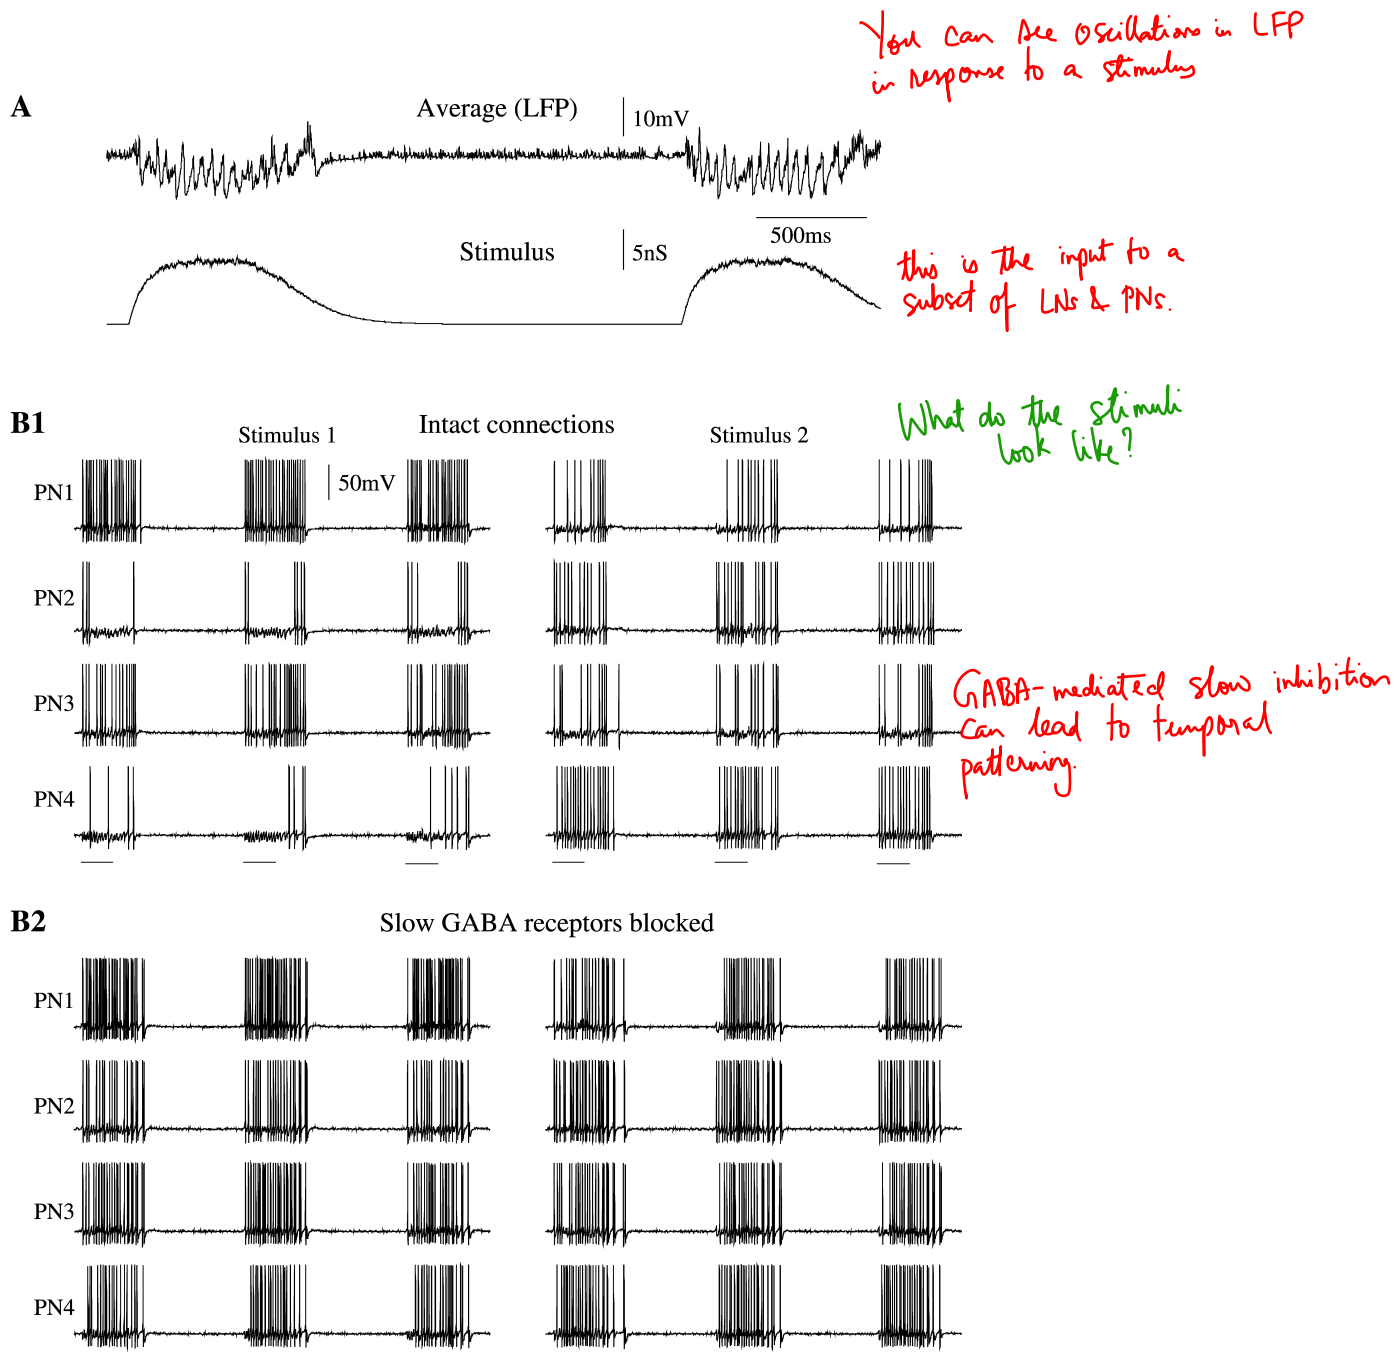 You can see oscillations in LFP
in response to a stimulus
A
Average (LFP)
10mV
500ms
Stimulus
5nS
this is the input to a
subset of LNs & PNs.
B1
Intact connections
Stimulus 1
Stimulus 2
What do the stimuli
look like?
50mV
PN1
PN2
PN3
GABA-mediated slow inhibition
can lead to temporal
patterning.
PN4
B2
Slow GABA receptors blocked
PN1
PN2
PN3
PN4